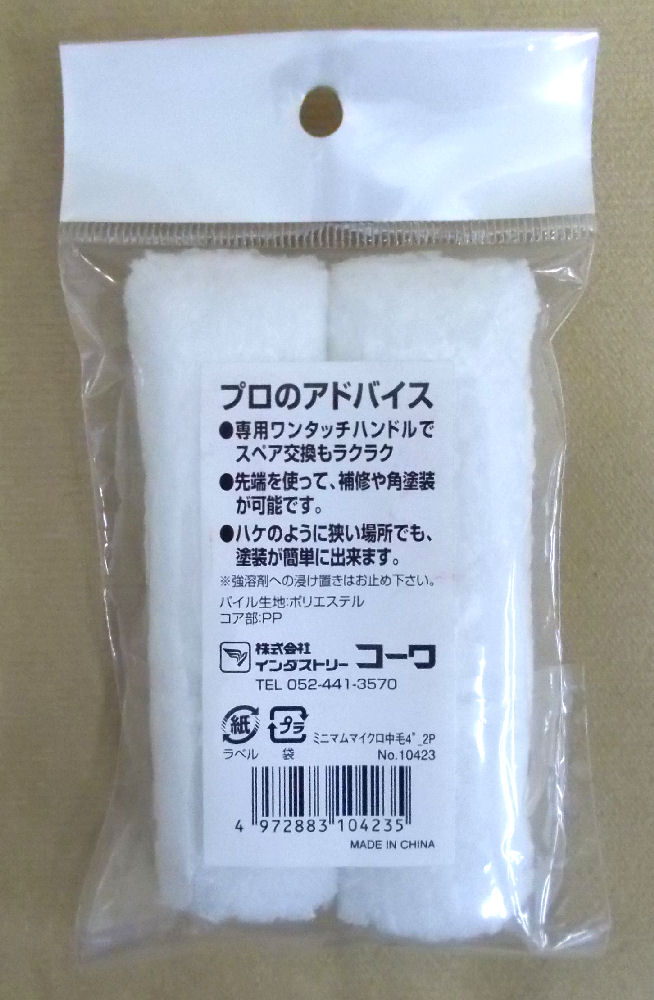 プロのアドバイス
●専用ワンタッチハンドルで
スペア交換もラクラク
●先端を使って、補修や角塗装
が可能です。
●ハケのように狭い場所でも、
塗装が簡単に出来ます。
※強溶剤への浸け置きはお止め下さい。
パイル生地:ポリエステル
コア部:PP
株式会社
インダストリー コーワ
TEL 052-441-3570
紙 プラ ミニマムマイクロ中毛4"_2P
ラベル 袋 No.10423
4 972883 104235
MADE IN CHINA